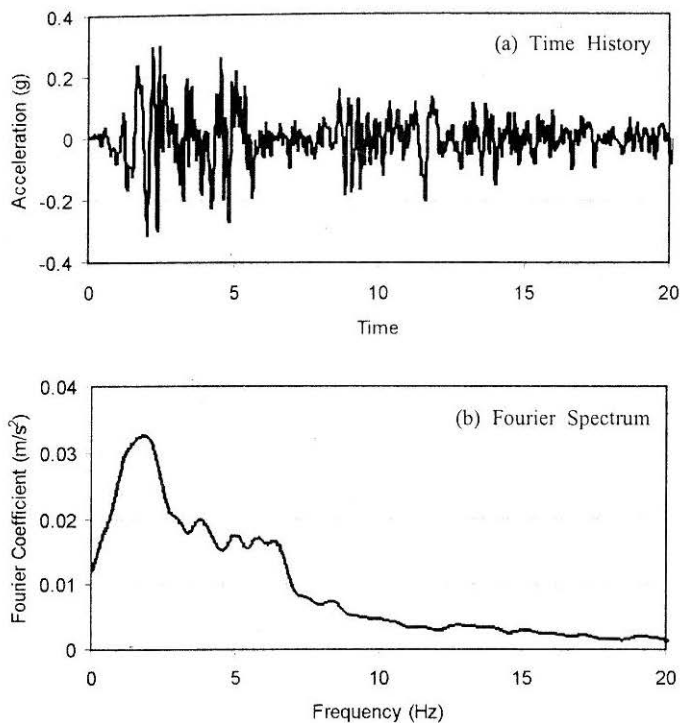 (a) Time History
Acceleration (g)
0.4
0.2
0
-0.2
-0.4
0 5 10 15 20
Time
(b) Fourier Spectrum
Fourier Coefficient (m/s²)
0.04
0.03
0.02
0.01
0
0 5 10 15 20
Frequency (Hz)